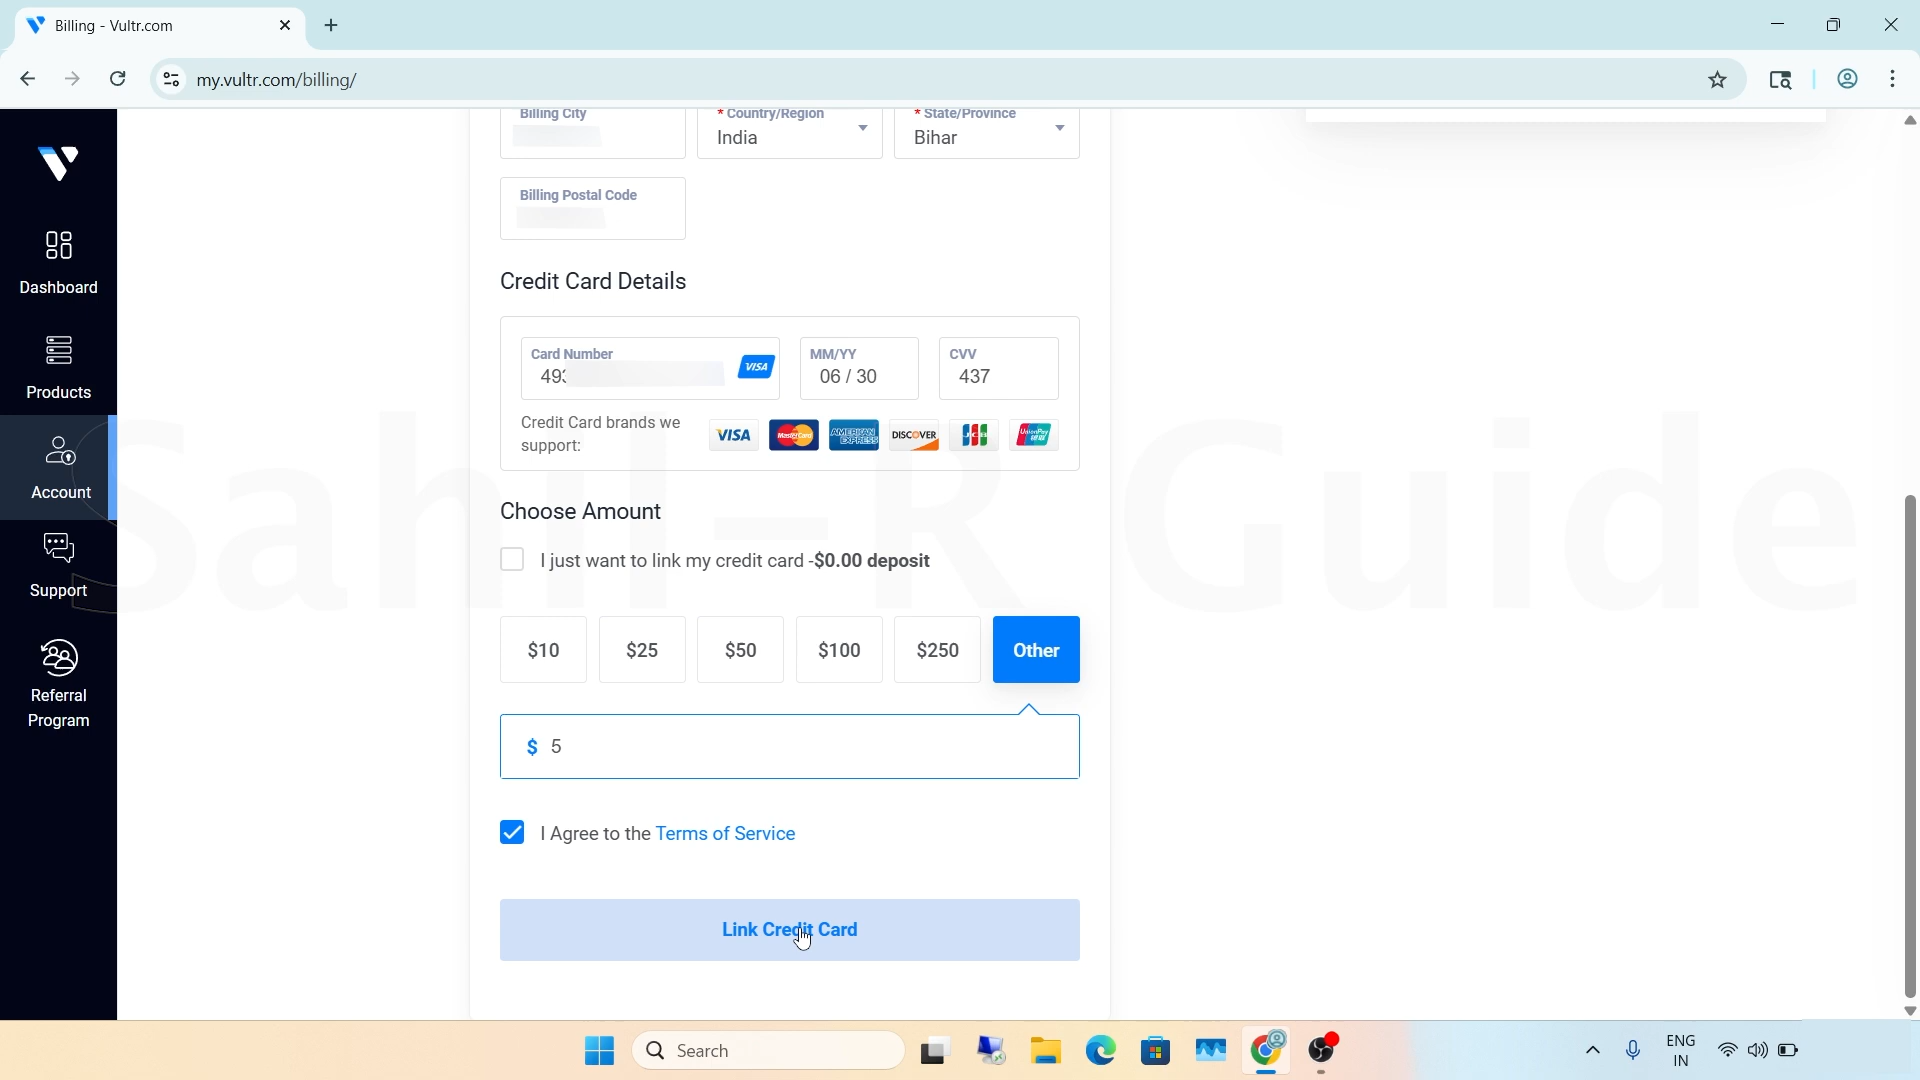 Billing - Vultr.com
my.vultr.com/billing/
Billing City
* Country/Region
India
* State/Province
Bihar
Billing Postal Code
Dashboard
Products
Account
Support
Referral
Program
Credit Card Details
Card Number
493
VISA
MM/YY
06 / 30
CVV
437
Credit Card brands we
support:
VISA
MasterCard
AMERICAN
EXPRESS
DISCOVER
JCB
UnionPay
Choose Amount
I just want to link my credit card -$0.00 deposit
$10
$25
$50
$100
$250
Other
$ 5
I Agree to the Terms of Service
Link Credit Card
Sahil-R Guide
Search
ENG
IN